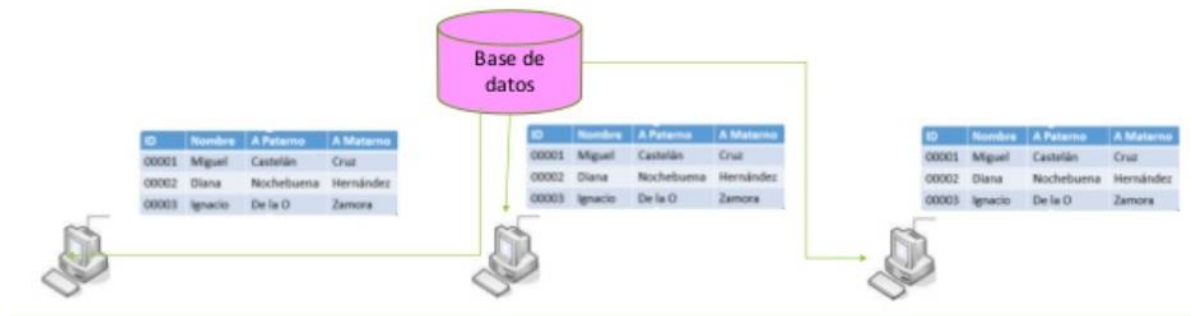 Base de
datos
ID Nombre A Paterno A Materno
00001 Miguel Castelán Cruz
00002 Diana Nochebuena Hernández
00003 Ignacio De la O Zamora
ID Nombre A Paterno A Materno
00001 Miguel Castelán Cruz
00002 Diana Nochebuena Hernández
00003 Ignacio De la O Zamora
ID Nombre A Paterno A Materno
00001 Miguel Castelán Cruz
00002 Diana Nochebuena Hernández
00003 Ignacio De la O Zamora